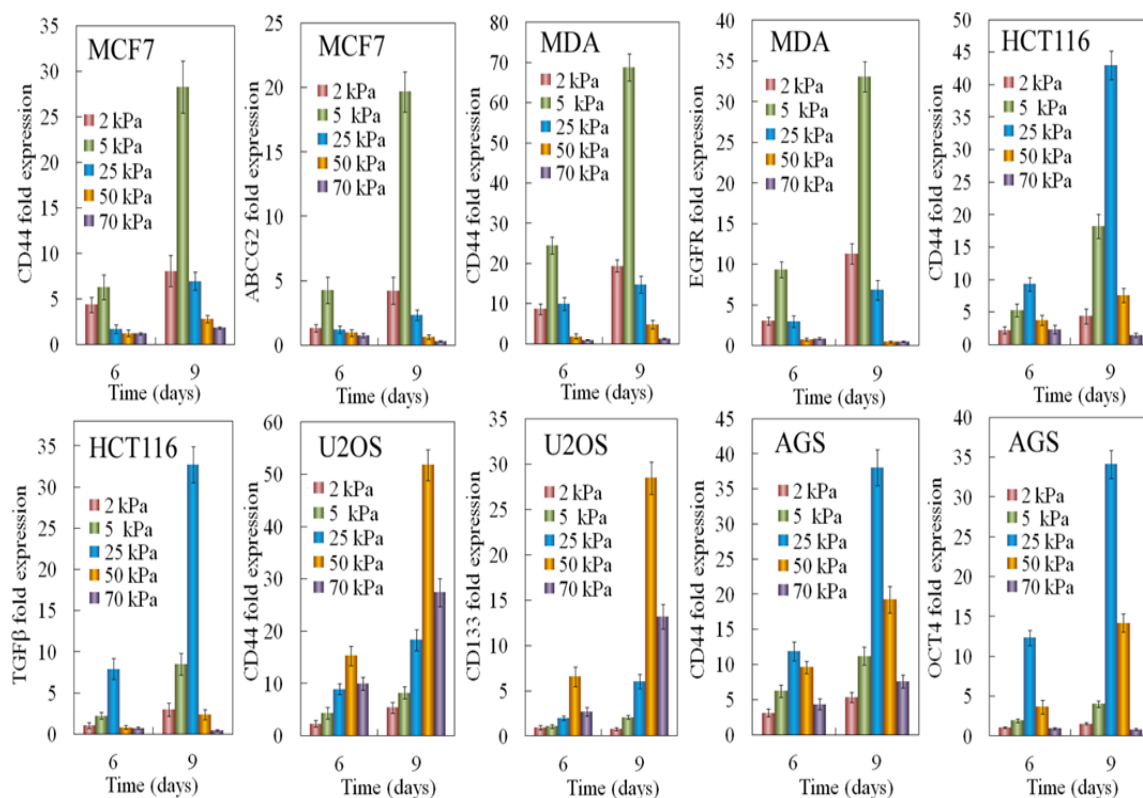 MCF7
CD44 fold expression
35
30
25
20
15
10
5
0
2 kPa
5 kPa
25 kPa
50 kPa
70 kPa
6 9
Time (days)
MCF7
ABCG2 fold expression
25
20
15
10
5
0
2 kPa
5 kPa
25 kPa
50 kPa
70 kPa
6 9
Time (days)
MDA
CD44 fold expression
80
70
60
50
40
30
20
10
0
2 kPa
5 kPa
25 kPa
50 kPa
70 kPa
6 9
Time (days)
MDA
EGFR fold expression
40
35
30
25
20
15
10
5
0
2 kPa
5 kPa
25 kPa
50 kPa
70 kPa
6 9
Time (days)
HCT116
CD44 fold expression
50
45
40
35
30
25
20
15
10
5
0
2 kPa
5 kPa
25 kPa
50 kPa
70 kPa
6 9
Time (days)
HCT116
TGFβ fold expression
35
30
25
20
15
10
5
0
2 kPa
5 kPa
25 kPa
50 kPa
70 kPa
6 9
Time (days)
U2OS
CD44 fold expression
60
50
40
30
20
10
0
2 kPa
5 kPa
25 kPa
50 kPa
70 kPa
6 9
Time (days)
U2OS
CD133 fold expression
35
30
25
20
15
10
5
0
2 kPa
5 kPa
25 kPa
50 kPa
70 kPa
6 9
Time (days)
AGS
CD44 fold expression
45
40
35
30
25
20
15
10
5
0
2 kPa
5 kPa
25 kPa
50 kPa
70 kPa
6 9
Time (days)
AGS
OCT4 fold expression
40
35
30
25
20
15
10
5
0
2 kPa
5 kPa
25 kPa
50 kPa
70 kPa
6 9
Time (days)